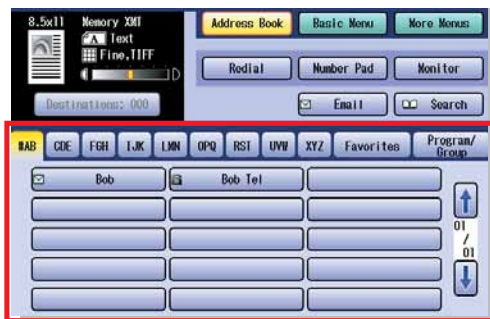 8.5x11 Memory XMT
A Text
Fine,TIFF
Destinations: 000
Address Book Basic Menu More Menus
Redial Number Pad Monitor
Email Search
#AB CDE FGH IJK LMN OPQ RST UVW XYZ Favorites Program/
Group
Bob Bob Tel
01
/
01